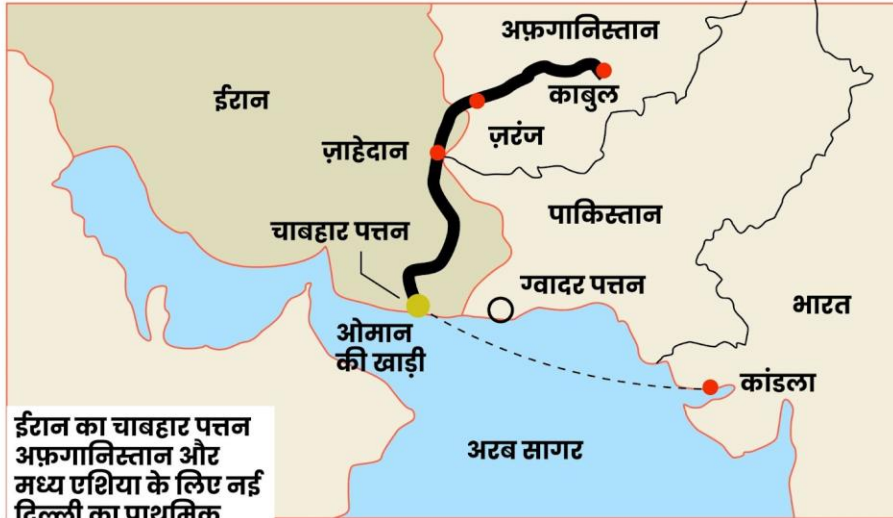 अफ़गानिस्तान
ईरान
काबुल
ज़रंज
ज़ाहेदान
पाकिस्तान
चाबहार पत्तन
ग्वादर पत्तन
भारत
ओमान
की खाड़ी
कांडला
अरब सागर
ईरान का चाबहार पत्तन
अफ़गानिस्तान और
मध्य एशिया के लिए नई
दिल्ली का प्राथमिक